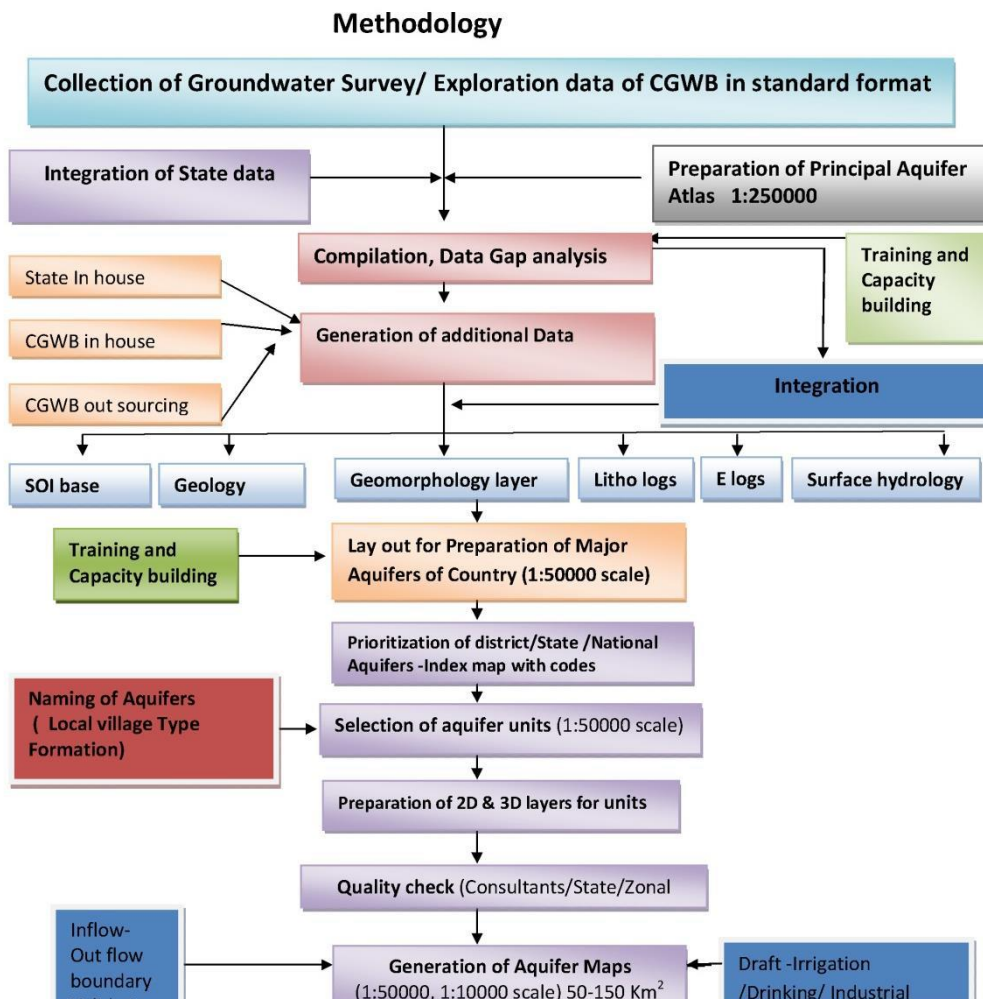 Methodology
Collection of Groundwater Survey/ Exploration data of CGWB in standard format
Integration of State data
Preparation of Principal Aquifer
Atlas 1:250000
Compilation, Data Gap analysis
Training and
Capacity
building
State In house
CGWB in house
CGWB out sourcing
Generation of additional Data
Integration
SOI base
Geology
Geomorphology layer
Litho logs
E logs
Surface hydrology
Training and
Capacity building
Lay out for Preparation of Major
Aquifers of Country (1:50000 scale)
Prioritization of district/State /National
Aquifers -Index map with codes
Naming of Aquifers
( Local village Type
Formation)
Selection of aquifer units (1:50000 scale)
Preparation of 2D & 3D layers for units
Quality check (Consultants/State/Zonal
Inflow-
Out flow
boundary
Generation of Aquifer Maps
(1:50000, 1:10000 scale) 50-150 Km²
Draft -Irrigation
/Drinking/ Industrial